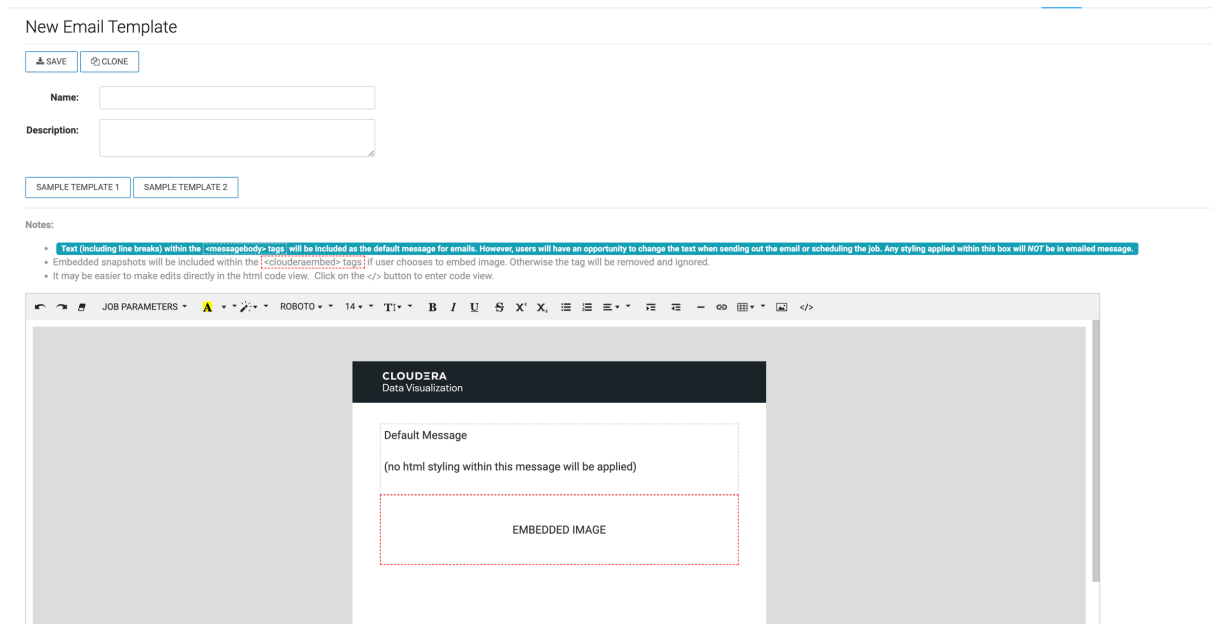 New Email Template
SAVE CLONE
Name:
Description:
SAMPLE TEMPLATE 1 SAMPLE TEMPLATE 2
Notes:
• Text (including line breaks) within the <messagebody> tags will be included as the default message for emails. However, users will have an opportunity to change the text when sending out the email or scheduling the job. Any styling applied within this box will NOT be in emailed message.
• Embedded snapshots will be included within the <clouderaembed> tags if user chooses to embed image. Otherwise the tag will be removed and ignored.
• It may be easier to make edits directly in the html code view. Click on the </> button to enter code view.
JOB PARAMETERS A ROBOTO 14 TI B I U S X² X₂ </>
CLOUDERA
Data Visualization
Default Message
(no html styling within this message will be applied)
EMBEDDED IMAGE